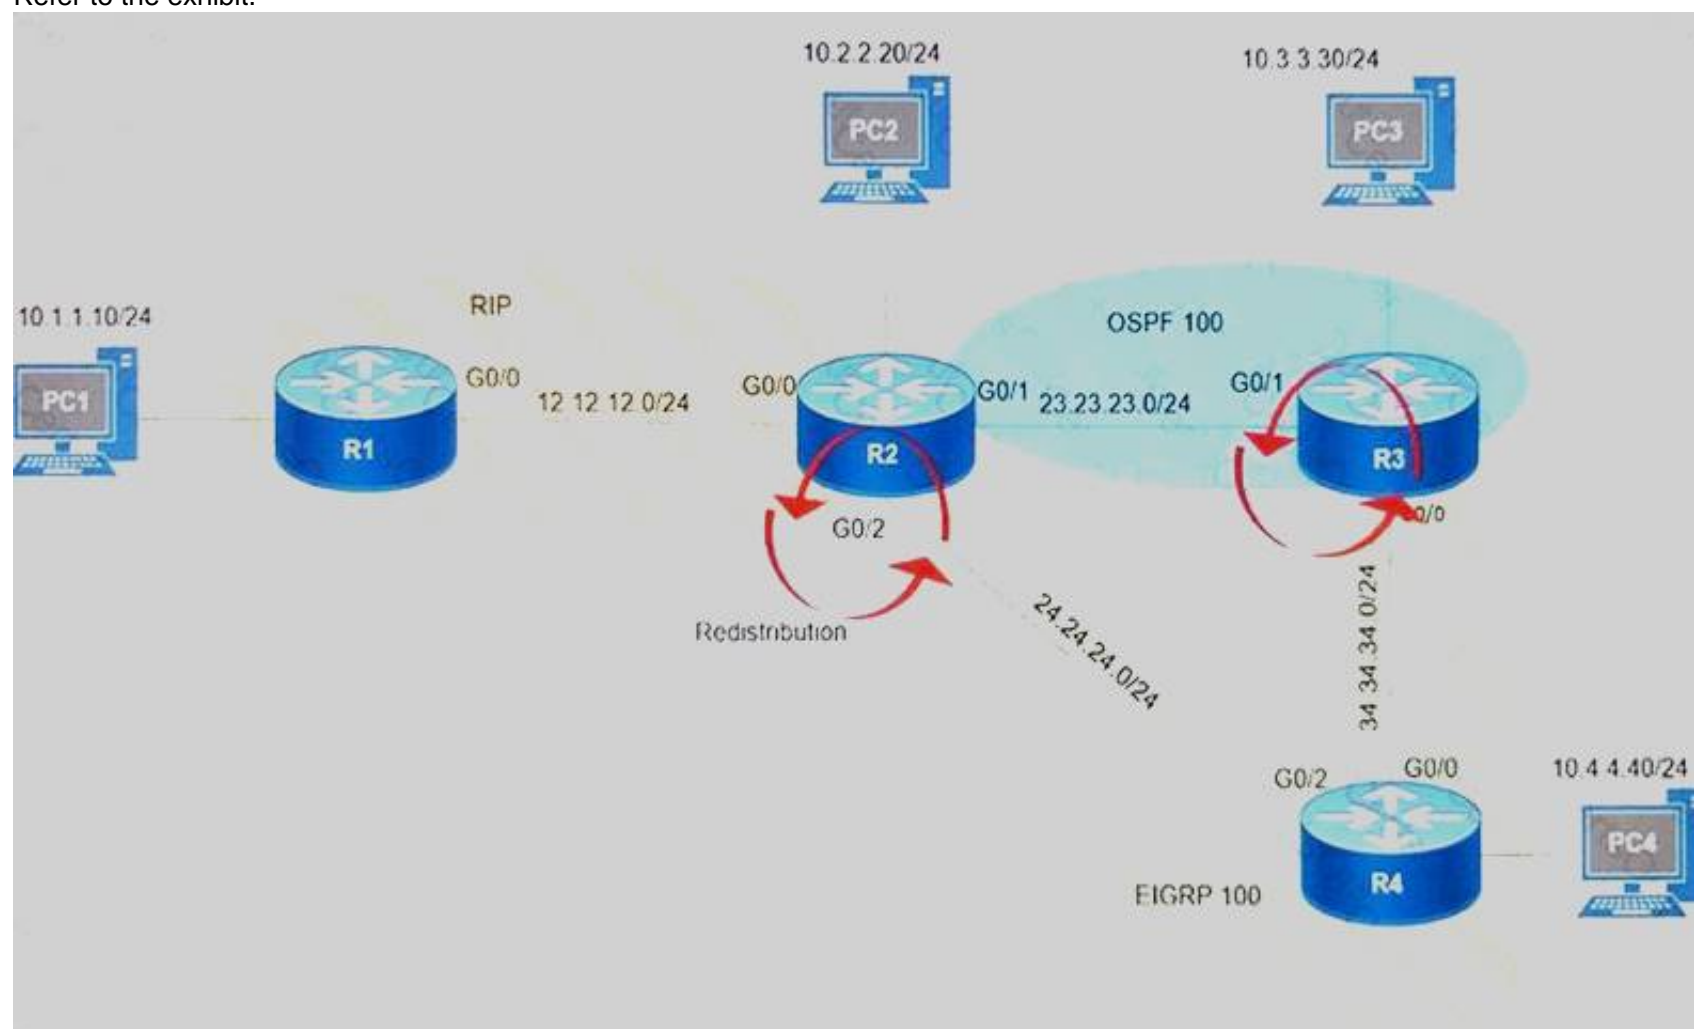 Refer to the exhibit.
10.2.2.20/24
10.3.3.30/24
PC2
PC3
RIP
OSPF 100
10 1 1.10/24
G0/0
G0/0
G0/1
G0/1
12 12 12 0/24
23.23.23.0/24
PC1
R1
R2
R3
G0/2
24.24.24.0/24
34 34.34 0/24
Redistribution
G0/2
G0/0
10 4 4.40/24
PC4
R4
EIGRP 100